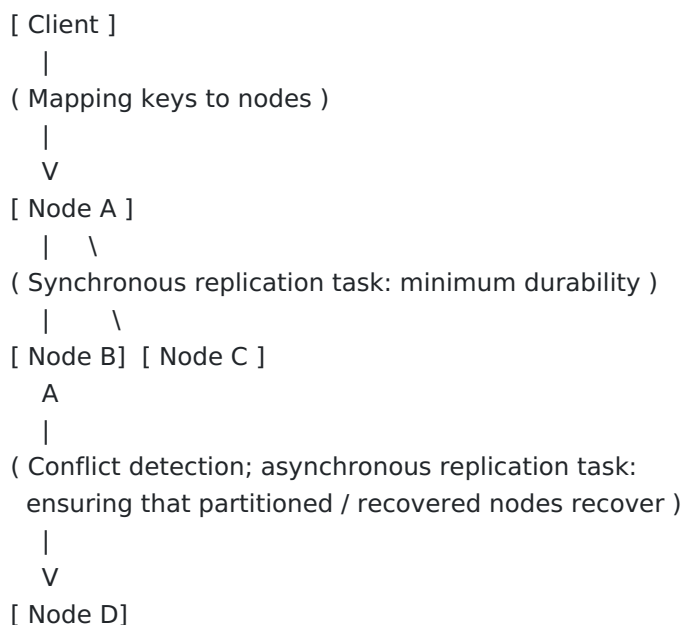 [ Client ]
|
( Mapping keys to nodes )
|
V
[ Node A ]
| \
( Synchronous replication task: minimum durability )
| \
[ Node B] [ Node C ]
A
|
( Conflict detection; asynchronous replication task:
ensuring that partitioned / recovered nodes recover )
|
V
[ Node D]